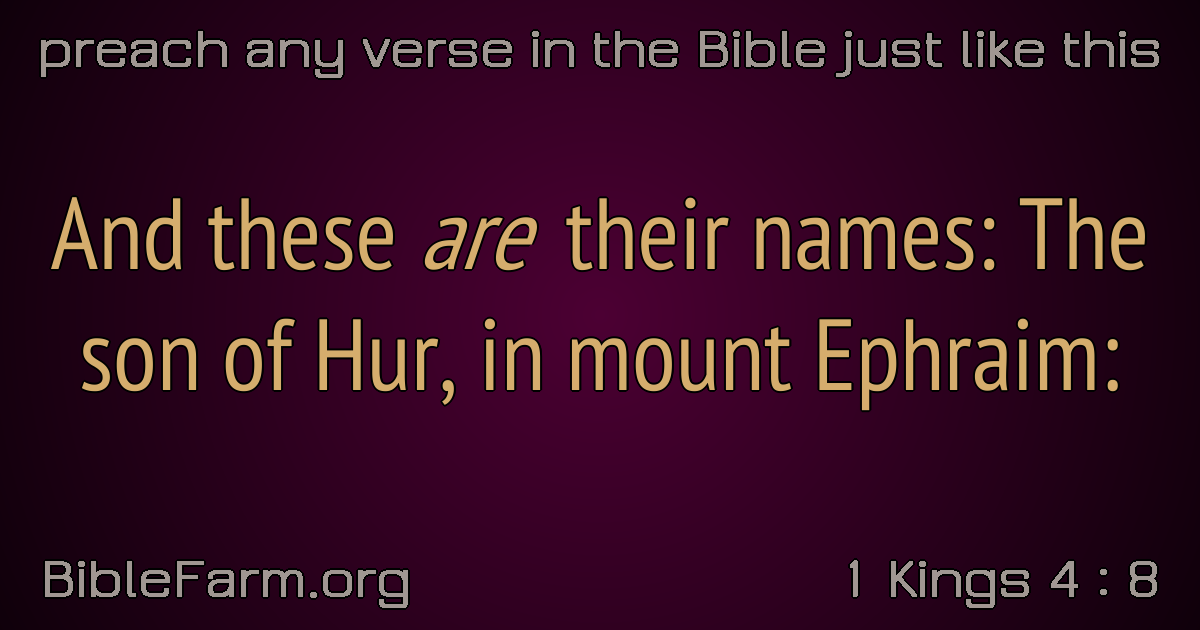 preach any verse in the Bible just like this
And these are their names: The
son of Hur, in mount Ephraim:
BibleFarm.org
1 Kings 4 : 8